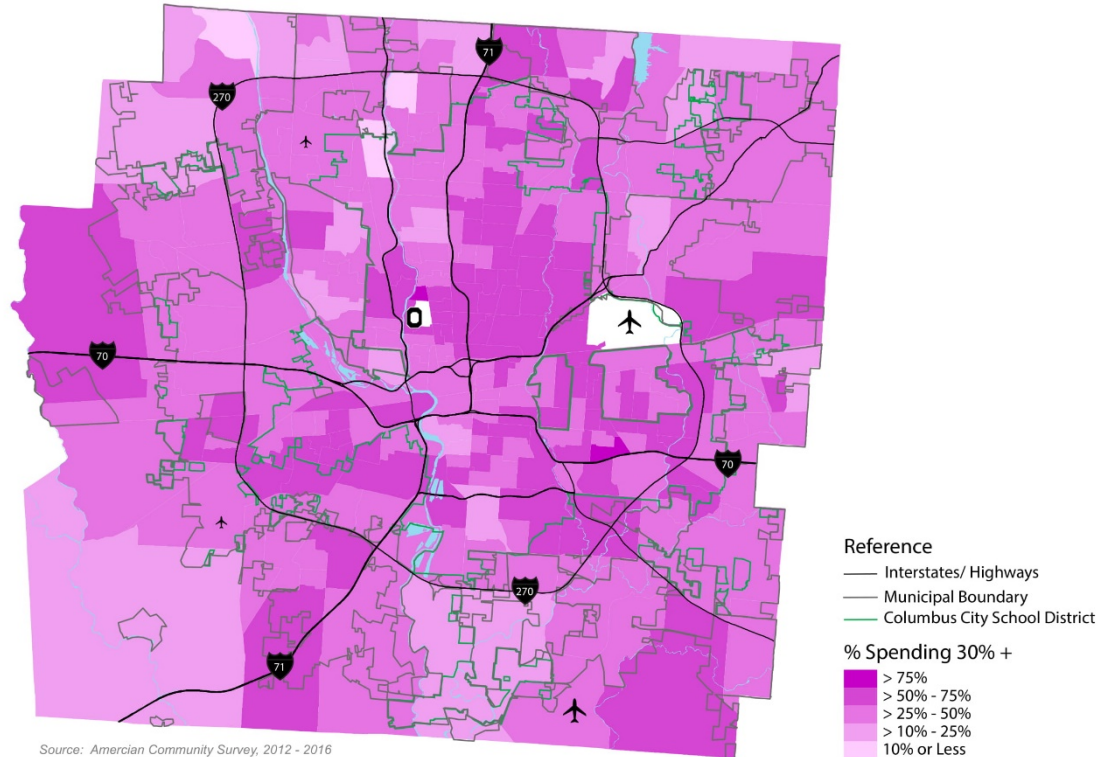 71
270
70
70
270
71
Reference
Interstates/ Highways
Municipal Boundary
Columbus City School District
% Spending 30% +
> 75%
> 50% - 75%
> 25% - 50%
> 10% - 25%
10% or Less
Source: Amercian Community Survey, 2012 - 2016